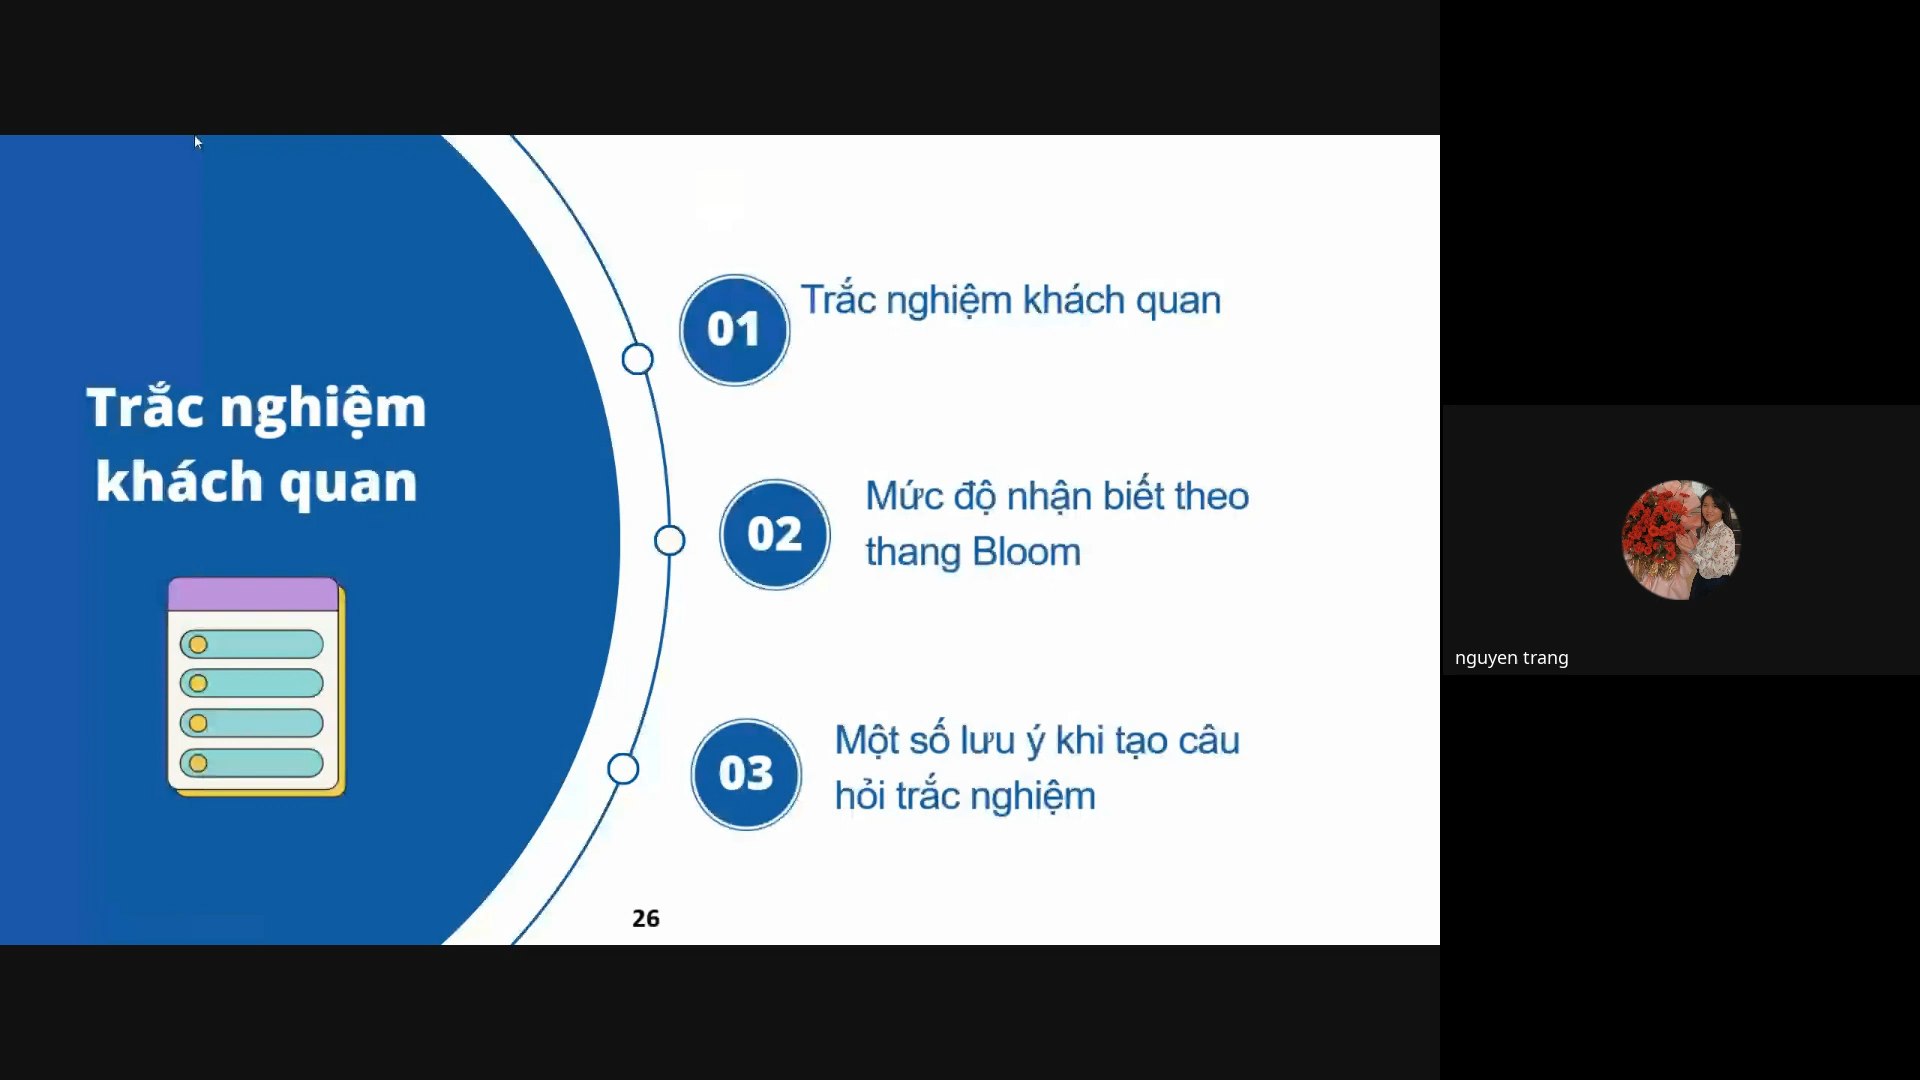 Trắc nghiệm
khách quan
01
Trắc nghiệm khách quan
02
Mức độ nhận biết theo
thang Bloom
03
Một số lưu ý khi tạo câu
hỏi trắc nghiệm
26
nguyen trang